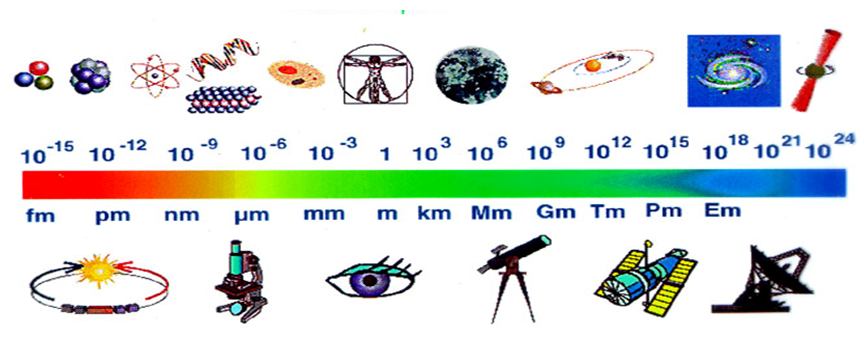 10⁻¹⁵ 10⁻¹² 10⁻⁹ 10⁻⁶ 10⁻³ 1 10³ 10⁶ 10⁹ 10¹² 10¹⁵ 10¹⁸ 10²¹ 10²⁴
fm pm nm µm mm m km Mm Gm Tm Pm Em